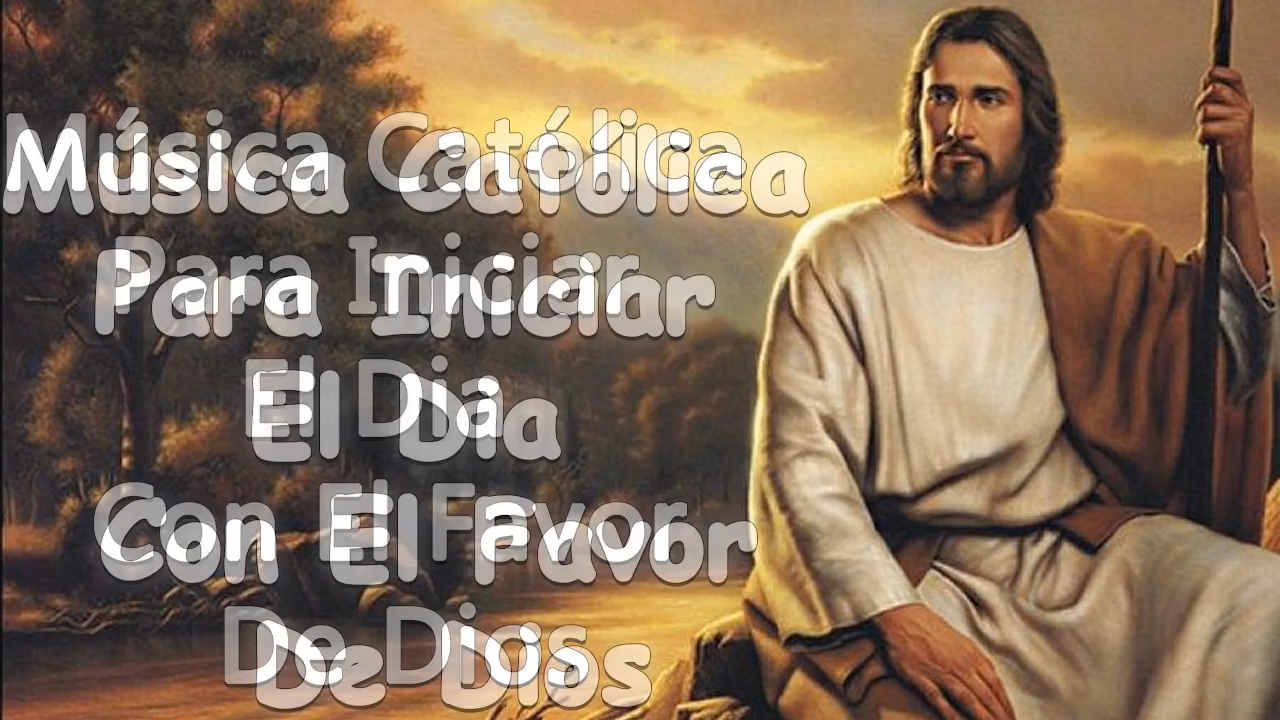 Música Católica
Para Iniciar
El Dia
Con El Favor
De Dios